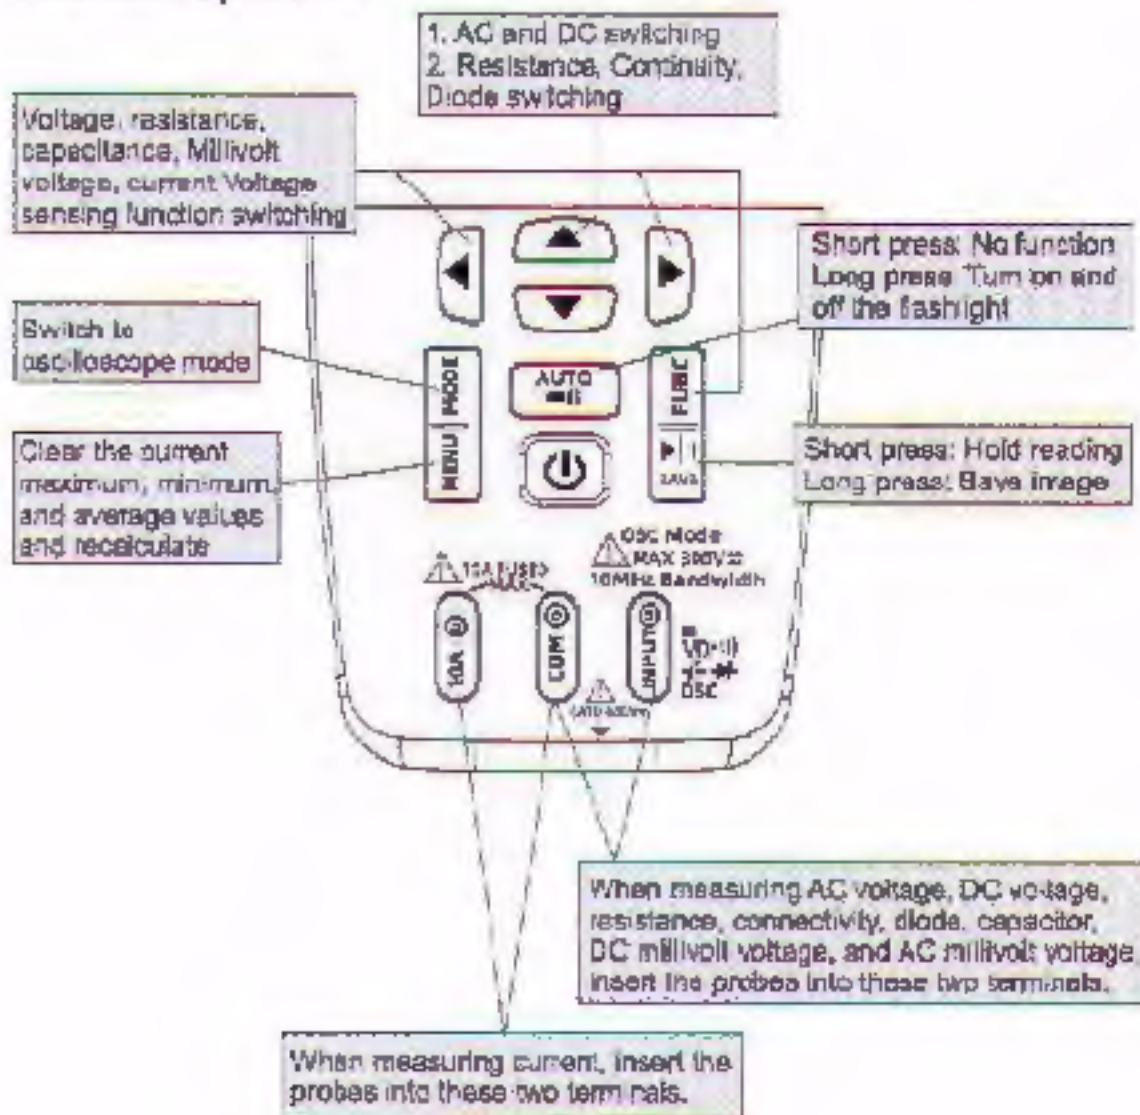 1. AC and DC switching
2. Resistance, Continuity,
Diode switching
Voltage, resistance,
capacitance, Millivolt
voltage, current Voltage
sensing function switching
Short press: No function
Long press: Turn on and
off the flashlight
Switch to
oscilloscope mode
MODE
AUTO
FUNC
Clear the current
maximum, minimum,
and average values
and recalculate
MENU
SAVE
Short press: Hold reading
Long press: Save image
OSC Mode
10A FUSED
MAX
10MHz Bandwidth
10A
COM
INPUT
OSC
When measuring AC voltage, DC voltage,
resistance, connectivity, diode, capacitor,
DC millivolt voltage, and AC millivolt voltage
insert the probes into these two terminals.
When measuring current, insert the
probes into these two terminals.